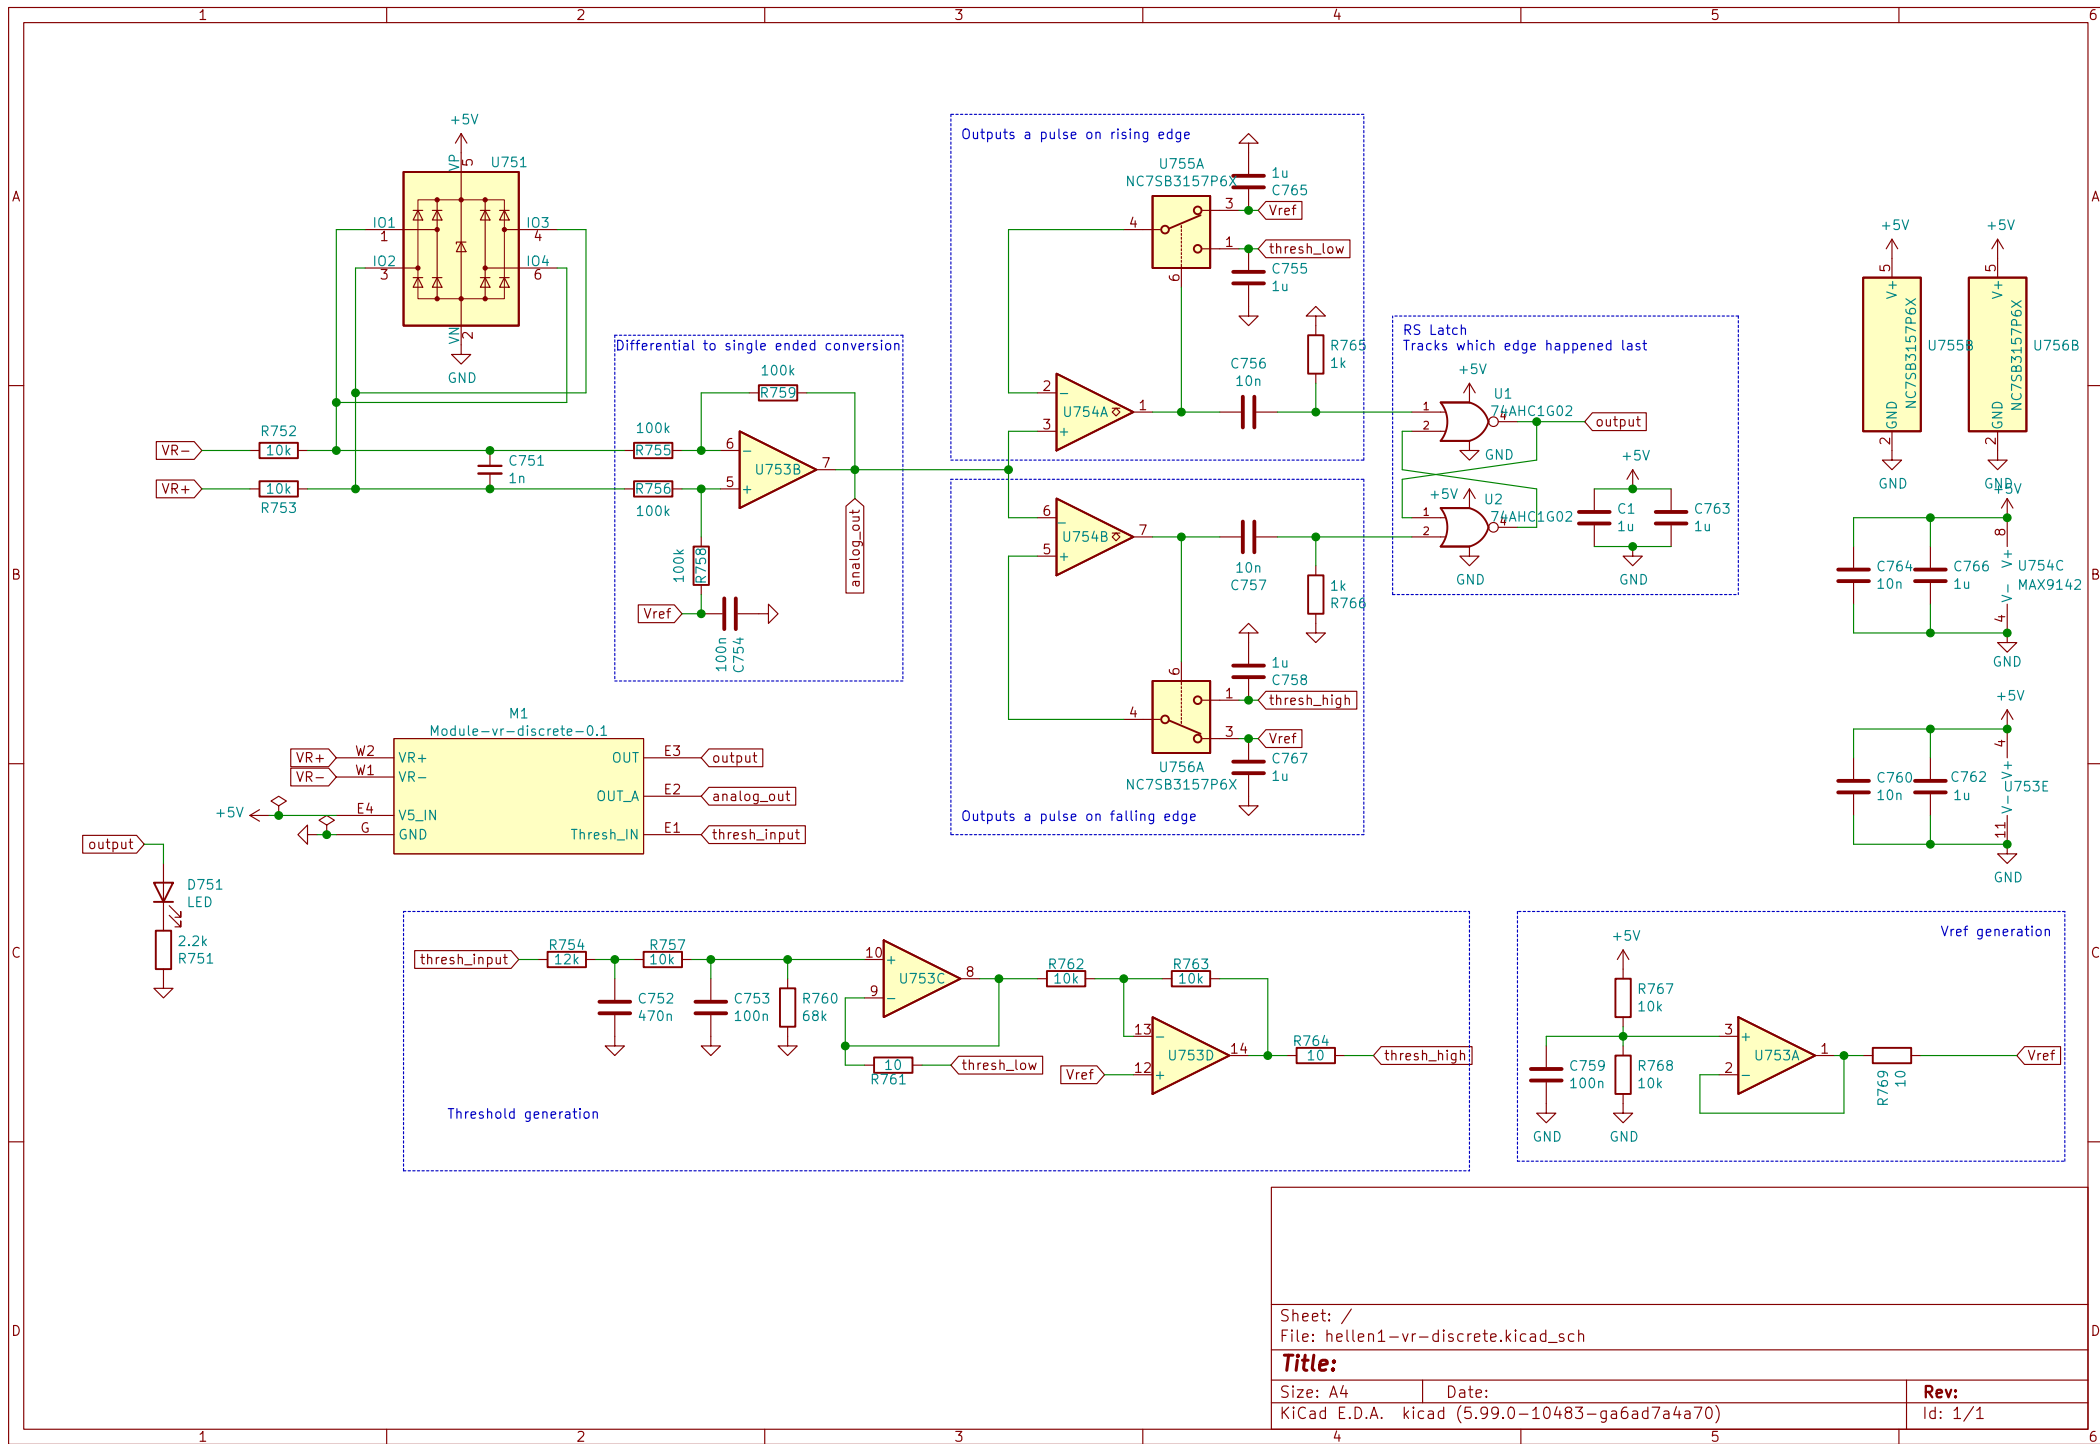 1 2 3 4 5 6
A A
B B
C C
D D
1 2 3 4 5 6
+5V
U751
VP
5
IO1
1
IO2
3
IO3
4
IO4
6
VN
2
GND
VR-
R752
10k
VR+
10k
R753
C751
1n
Differential to single ended conversion
100k
R759
100k
R755
R756
100k
6
5
-
+
U753B
7
100k
R758
Vref
100n
C754
analog_out
Outputs a pulse on rising edge
U755A
NC7SB3157P6X
4
3
1
6
1u
C765
Vref
thresh_low
C755
1u
2
3
-
+
U754A
1
C756
10n
R765
1k
6
5
-
+
U754B
7
10n
C757
1k
R766
6
4
1
3
1u
C758
thresh_high
Vref
C767
1u
U756A
NC7SB3157P6X
Outputs a pulse on falling edge
RS Latch
Tracks which edge happened last
+5V
U1
74AHC1G02
1
2
4
GND
output
+5V
U2
74AHC1G02
1
2
GND
+5V
C1
1u
C763
1u
GND
+5V
5
V+
NC7SB3157P6X
U755B
GND
2
GND
+5V
5
V+
NC7SB3157P6X
U756B
GND
2
GND
+5V
8
V+
U754C
MAX9142
V-
4
GND
C764
10n
C766
1u
+5V
4
V+
U753E
V-
11
GND
C760
10n
C762
1u
M1
Module-vr-discrete-0.1
VR+
W2
VR+
VR-
W1
VR-
+5V
E4
V5_IN
G
GND
OUT
E3
output
OUT_A
E2
analog_out
Thresh_IN
E1
thresh_input
output
D751
LED
2.2k
R751
thresh_input
R754
12k
R757
10k
C752
470n
C753
100n
R760
68k
10
9
+
-
U753C
8
10
R761
thresh_low
R762
10k
R763
10k
13
12
-
+
U753D
14
Vref
R764
10
thresh_high
Threshold generation
Vref generation
+5V
R767
10k
C759
100n
R768
10k
GND
GND
3
2
+
-
U753A
1
R769
10
Vref
Sheet: /
File: hellen1-vr-discrete.kicad_sch
Title:
Size: A4 Date: Rev:
KiCad E.D.A. kicad (5.99.0-10483-ga6ad7a4a70) Id: 1/1